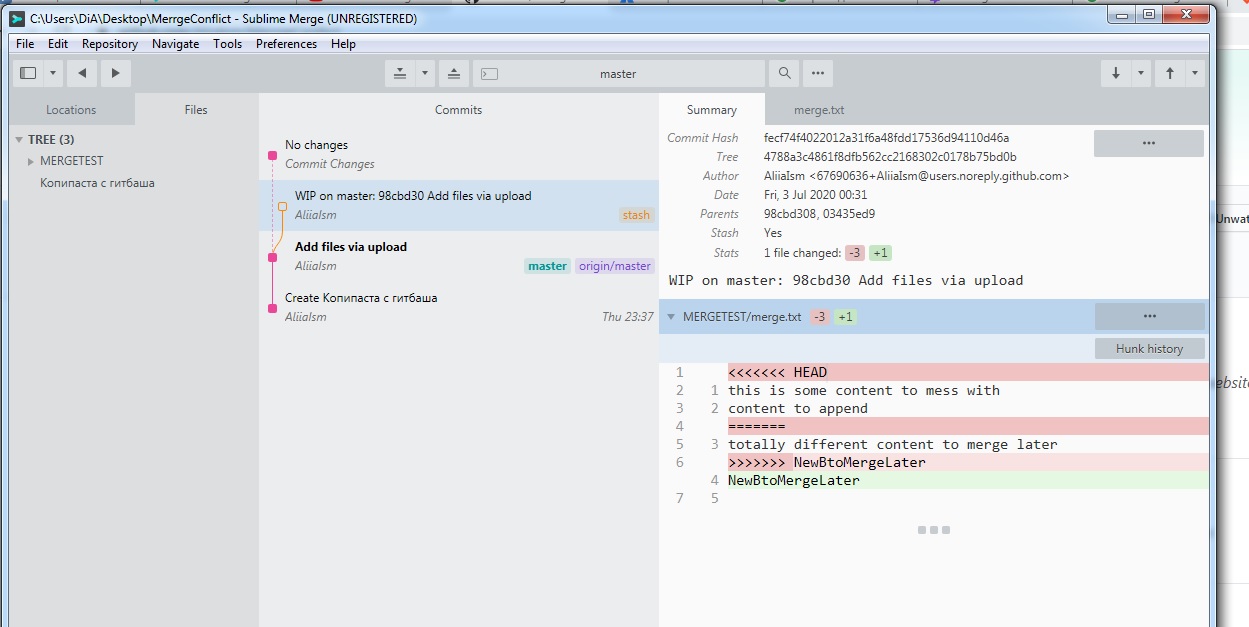 C:\Users\DiA\Desktop\MerrgeConflict - Sublime Merge (UNREGISTERED)
File Edit Repository Navigate Tools Preferences Help
master
Locations Files Commits Summary merge.txt
TREE (3)
MERGETEST
Копипаста с гитбаша
No changes
Commit Changes
WIP on master: 98cbd30 Add files via upload
AliiaIsm stash
Add files via upload
AliiaIsm master origin/master
Create Копипаста с гитбаша
AliiaIsm Thu 23:37
Commit Hash fecf74f4022012a31f6a48fdd17536d94110d46a
Tree 4788a3c4861f8dfb562cc2168302c0178b75bd0b
Author AliiaIsm <67690636+AliiaIsm@users.noreply.github.com>
Date Fri, 3 Jul 2020 00:31
Parents 98cbd308, 03435ed9
Stash Yes
Stats 1 file changed: -3 +1
WIP on master: 98cbd30 Add files via upload
MERGETEST/merge.txt -3 +1
Hunk history
1 <<<<<<< HEAD
2 1 this is some content to mess with
3 2 content to append
4 =======
5 3 totally different content to merge later
6 >>>>>>> NewBtoMergeLater
4 NewBtoMergeLater
7 5
Unwat
ebsite